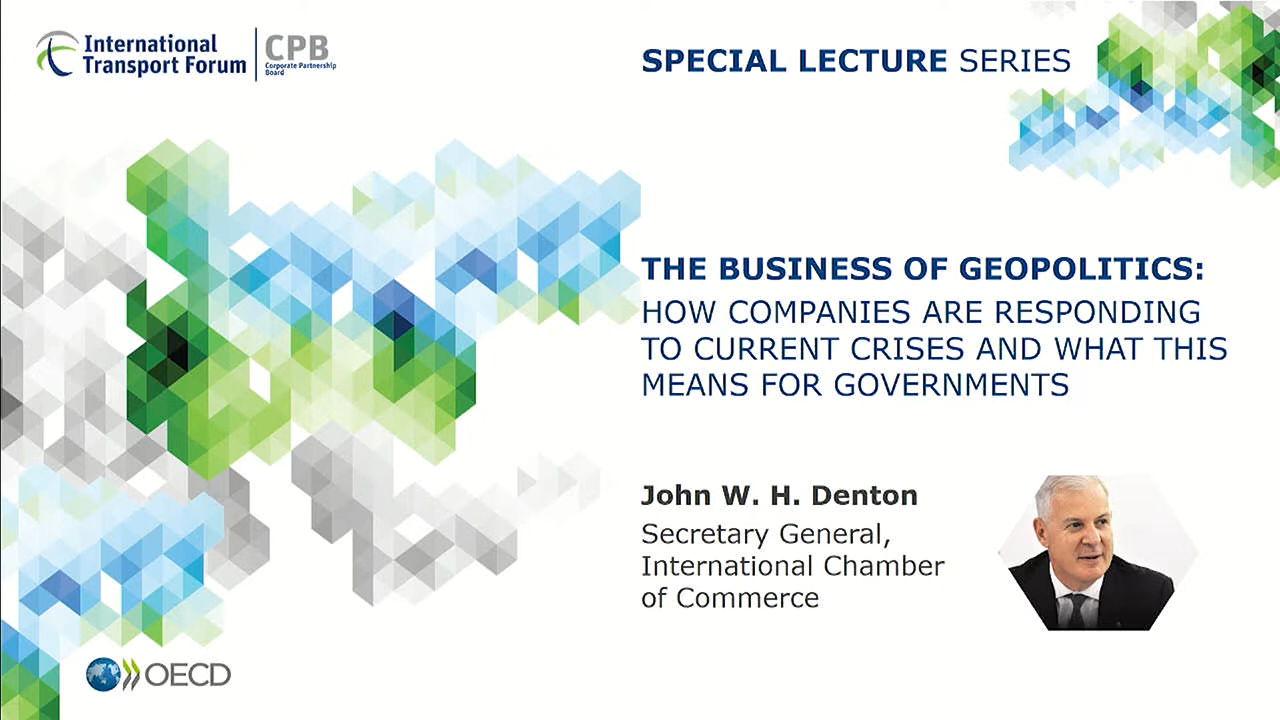 International
Transport Forum
CPB
Corporate Partnership
Board
SPECIAL LECTURE SERIES
THE BUSINESS OF GEOPOLITICS:
HOW COMPANIES ARE RESPONDING
TO CURRENT CRISES AND WHAT THIS
MEANS FOR GOVERNMENTS
John W. H. Denton
Secretary General,
International Chamber
of Commerce
OECD